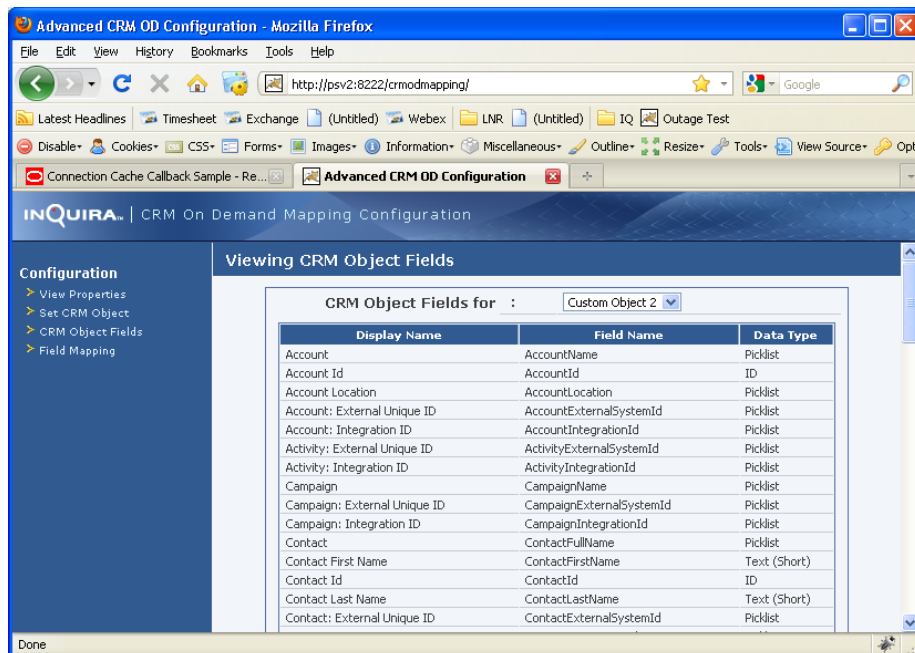 Advanced CRM OD Configuration - Mozilla Firefox
File Edit View History Bookmarks Tools Help
http://psv2:8222/crmodmapping/ Google
Latest Headlines Timesheet Exchange (Untitled) Webex LNR (Untitled) IQ Outage Test
Disable Cookies CSS Forms Images Information Miscellaneous Outline Resize Tools View Source Opt
Connection Cache Callback Sample - Re... Advanced CRM OD Configuration
INQUIRA™ | CRM On Demand Mapping Configuration
Configuration
> View Properties
> Set CRM Object
> CRM Object Fields
> Field Mapping
Viewing CRM Object Fields
CRM Object Fields for : Custom Object 2
Display Name Field Name Data Type
Account AccountName Picklist
Account Id AccountId ID
Account Location AccountLocation Picklist
Account: External Unique ID AccountExternalSystemId Picklist
Account: Integration ID AccountIntegrationId Picklist
Activity: External Unique ID ActivityExternalSystemId Picklist
Activity: Integration ID ActivityIntegrationId Picklist
Campaign CampaignName Picklist
Campaign: External Unique ID CampaignExternalSystemId Picklist
Campaign: Integration ID CampaignIntegrationId Picklist
Contact ContactFullName Picklist
Contact First Name ContactFirstName Text (Short)
Contact Id ContactId ID
Contact Last Name ContactLastName Text (Short)
Contact: External Unique ID ContactExternalSystemId Picklist
Done